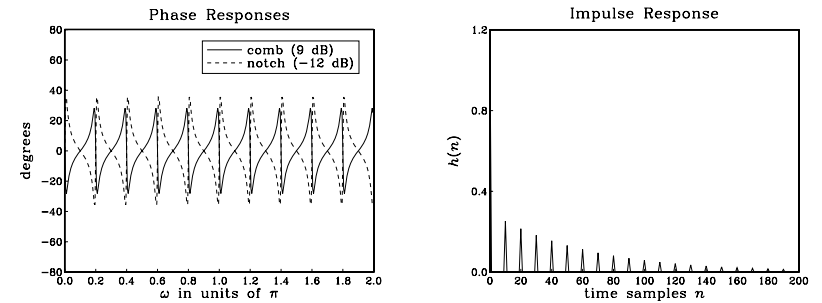 Phase Responses
80
60
40
20
0
−20
−40
−60
−80
degrees
comb (9 dB)
notch (−12 dB)
0.0 0.2 0.4 0.6 0.8 1.0 1.2 1.4 1.6 1.8 2.0
ω in units of π
Impulse Response
1.2
0.8
0.4
0.0
h(n)
0 20 40 60 80 100 120 140 160 180 200
time samples n